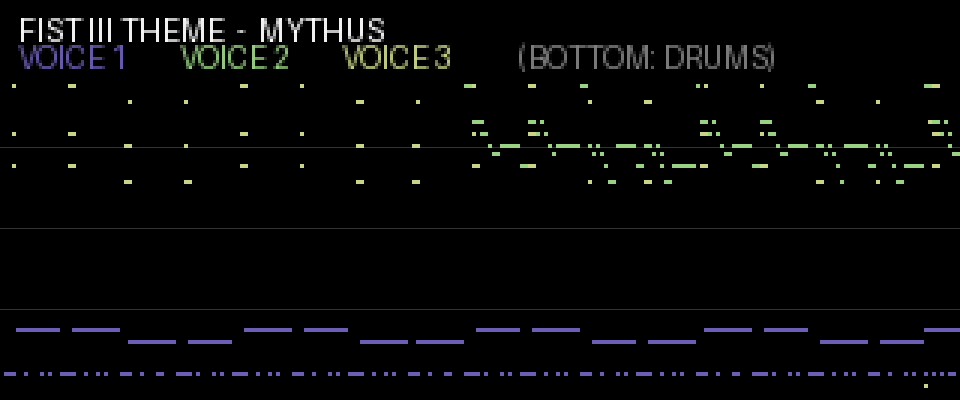 FIST III THEME - MYTHUS
VOICE 1 VOICE 2 VOICE 3 (BOTTOM: DRUMS)